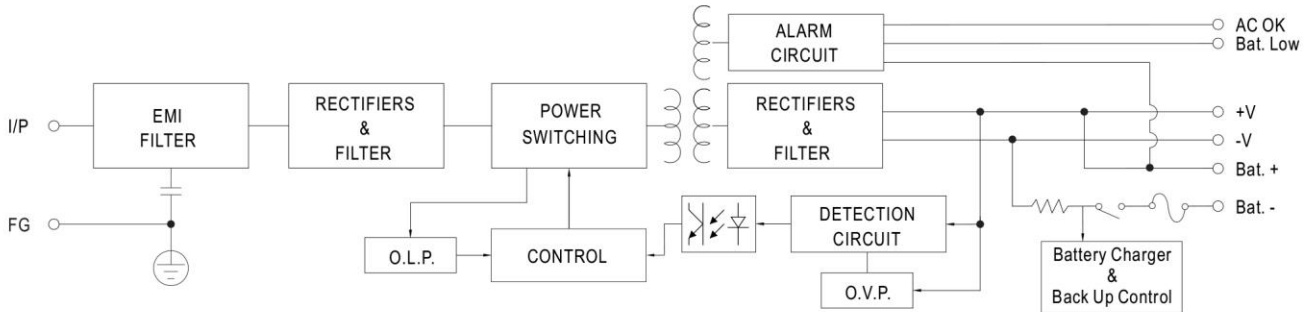 ALARM
CIRCUIT
AC OK
Bat. Low
I/P
EMI
FILTER
RECTIFIERS
&
FILTER
POWER
SWITCHING
RECTIFIERS
&
FILTER
+V
-V
Bat. +
Bat. -
FG
O.L.P.
CONTROL
DETECTION
CIRCUIT
O.V.P.
Battery Charger
&
Back Up Control